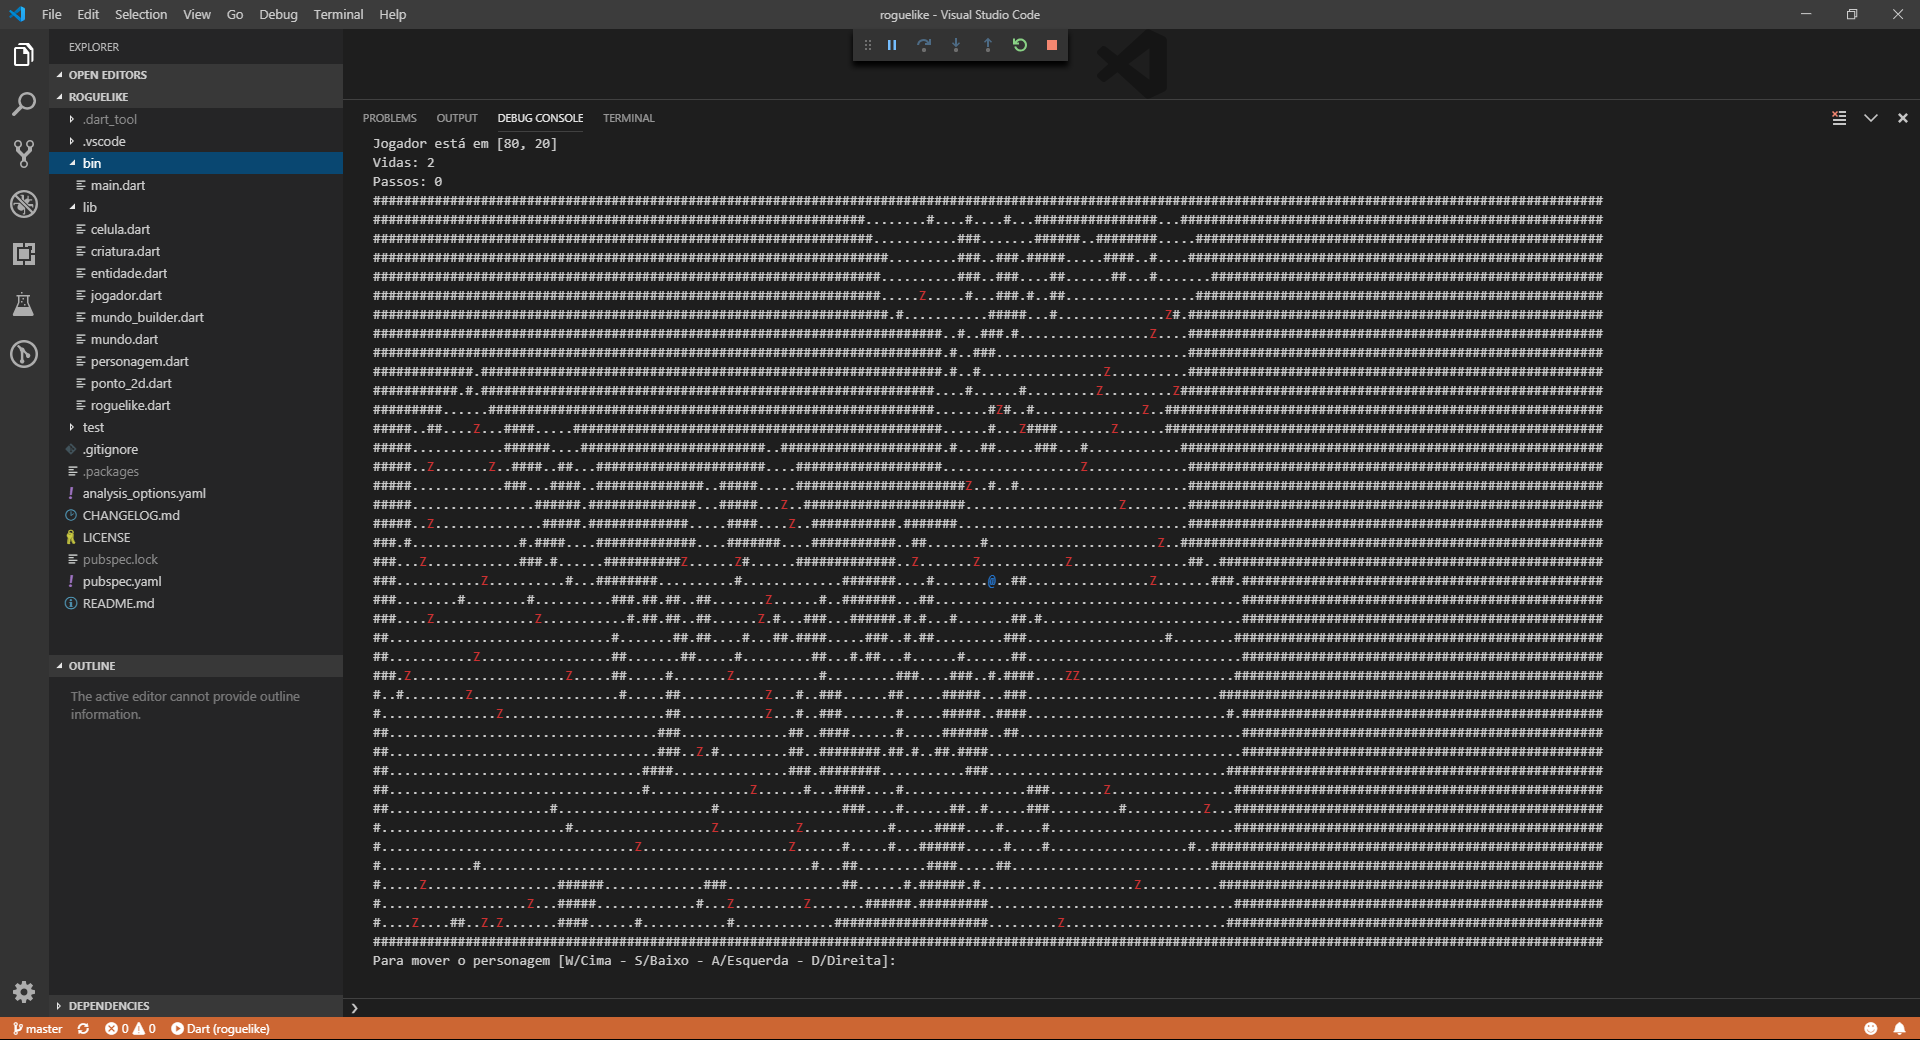 File Edit Selection View Go Debug Terminal Help
roguelike - Visual Studio Code
EXPLORER
OPEN EDITORS
ROGUELIKE
.dart_tool
.vscode
bin
main.dart
lib
celula.dart
criatura.dart
entidade.dart
jogador.dart
mundo_builder.dart
mundo.dart
personagem.dart
ponto_2d.dart
roguelike.dart
test
.gitignore
.packages
analysis_options.yaml
CHANGELOG.md
LICENSE
pubspec.lock
pubspec.yaml
README.md
OUTLINE
The active editor cannot provide outline
information.
DEPENDENCIES
PROBLEMS OUTPUT DEBUG CONSOLE TERMINAL
Jogador está em [80, 20]
Vidas: 2
Passos: 0
Para mover o personagem [W/Cima - S/Baixo - A/Esquerda - D/Direita]:
master 0 0 Dart (roguelike)